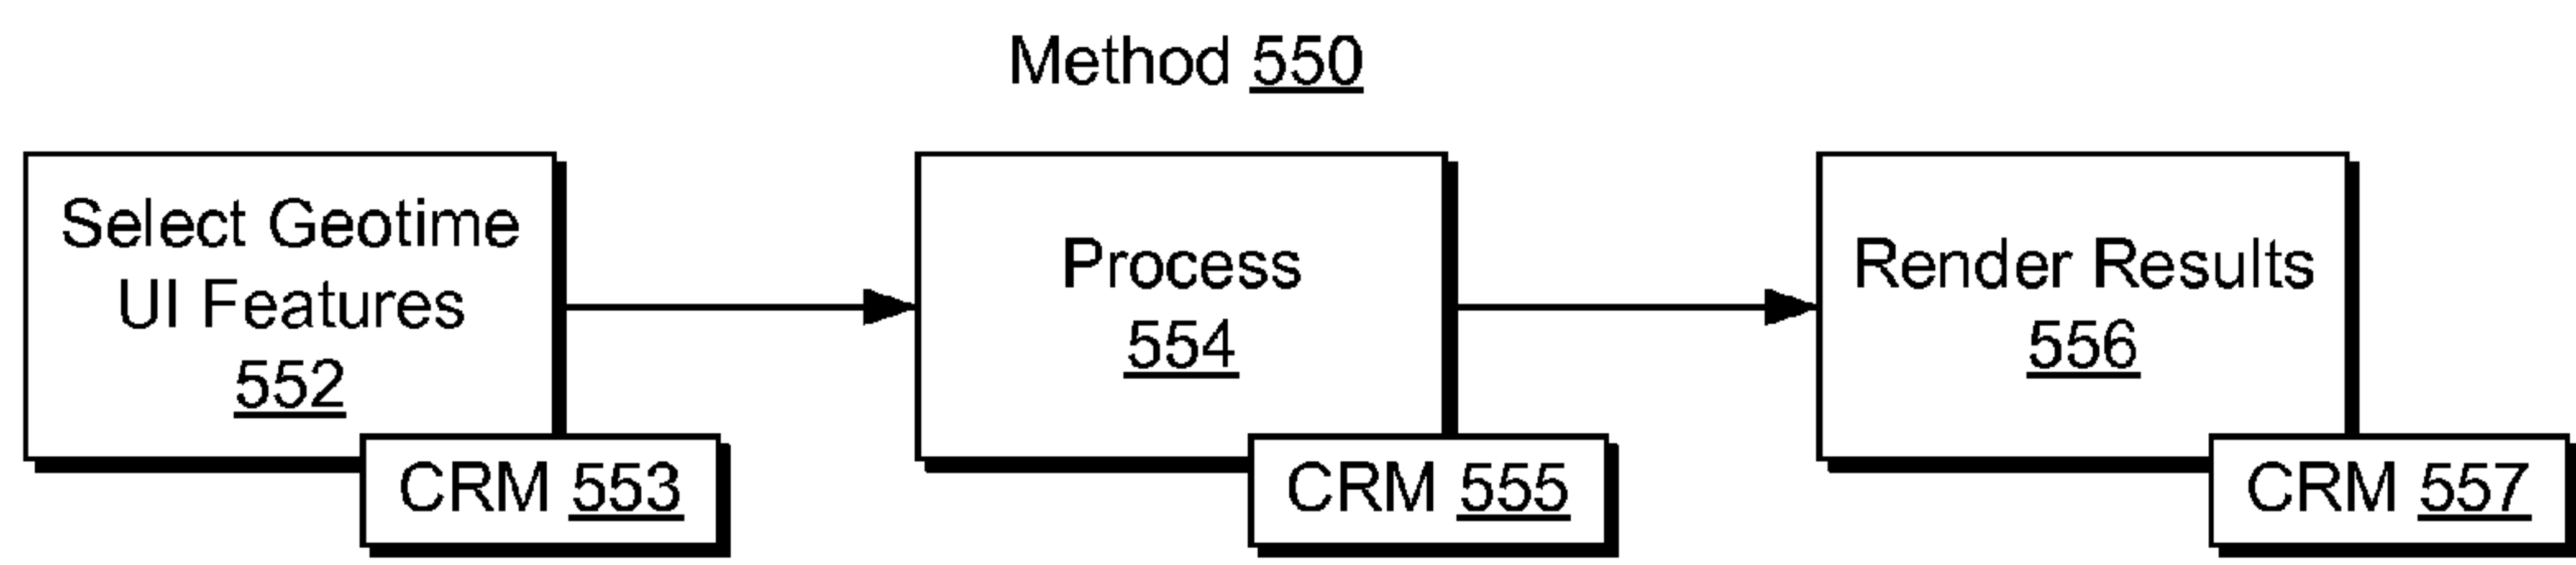 Method 550
Select Geotime
UI Features
552
CRM 553
Process
554
CRM 555
Render Results
556
CRM 557